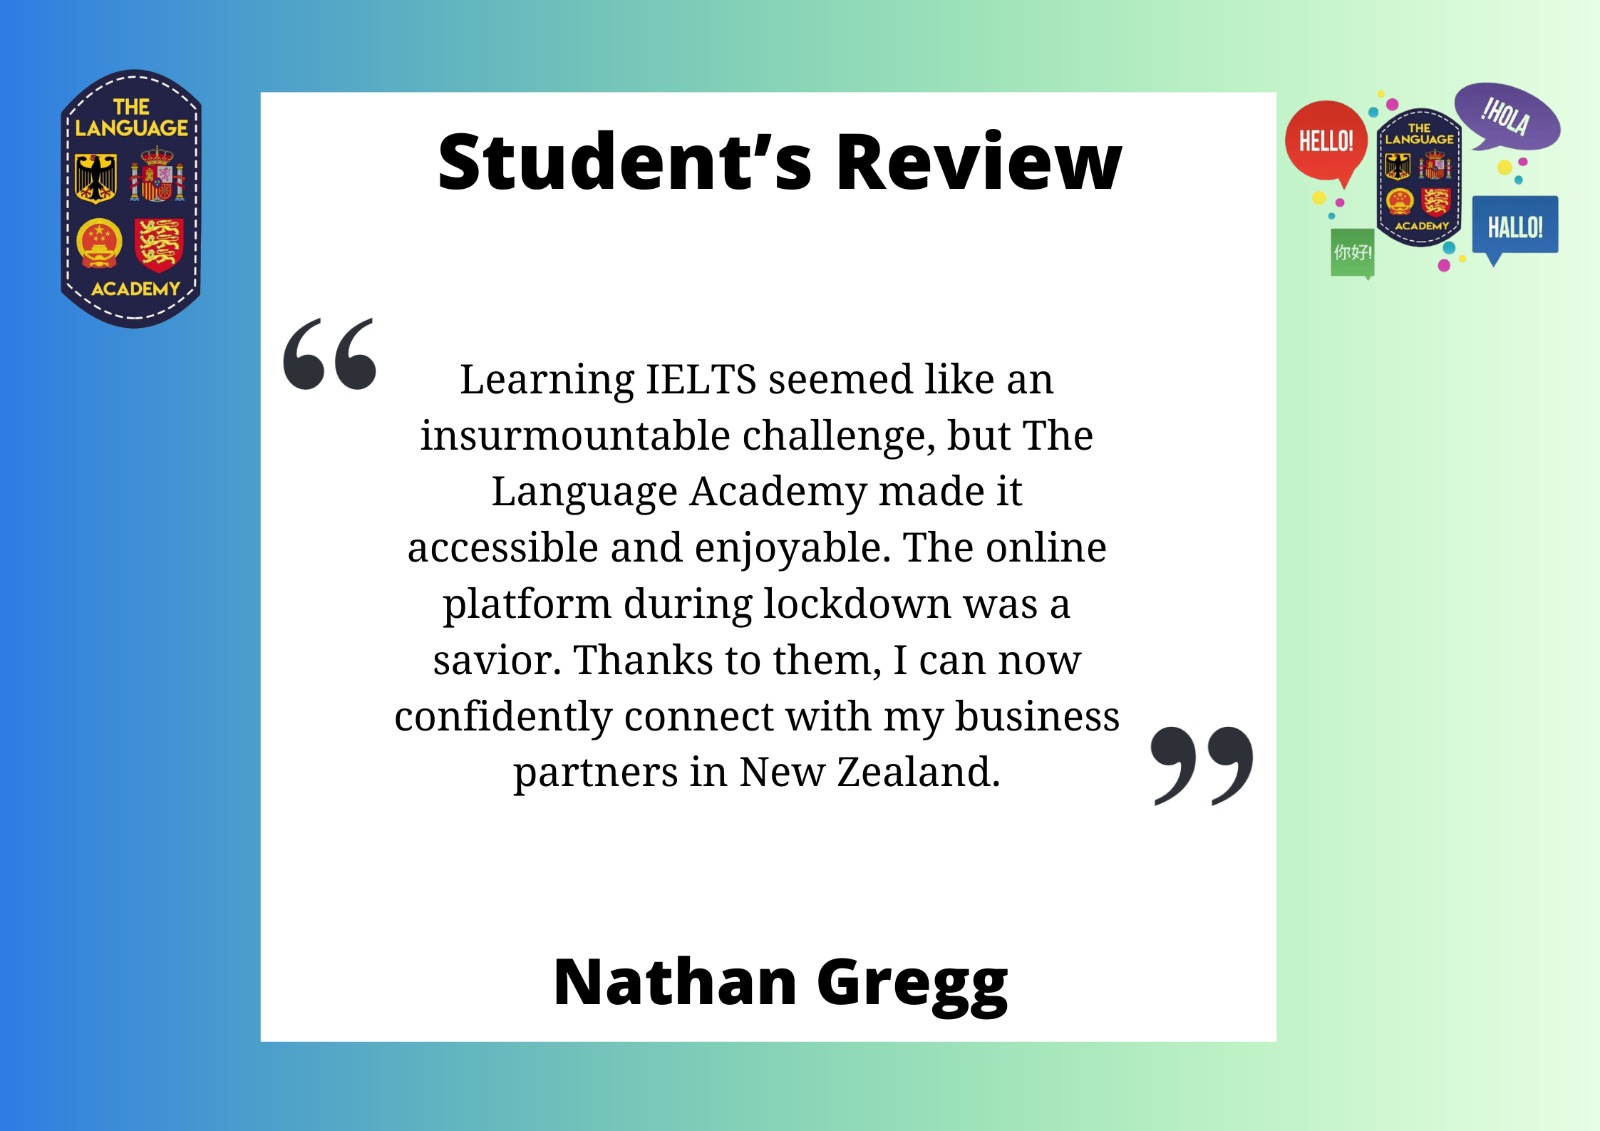 THE
LANGUAGE
ACADEMY
Student’s Review
HELLO!
!HOLA
THE
LANGUAGE
ACADEMY
HALLO!
你好!
“
Learning IELTS seemed like an
insurmountable challenge, but The
Language Academy made it
accessible and enjoyable. The online
platform during lockdown was a
savior. Thanks to them, I can now
confidently connect with my business
partners in New Zealand.
”
Nathan Gregg